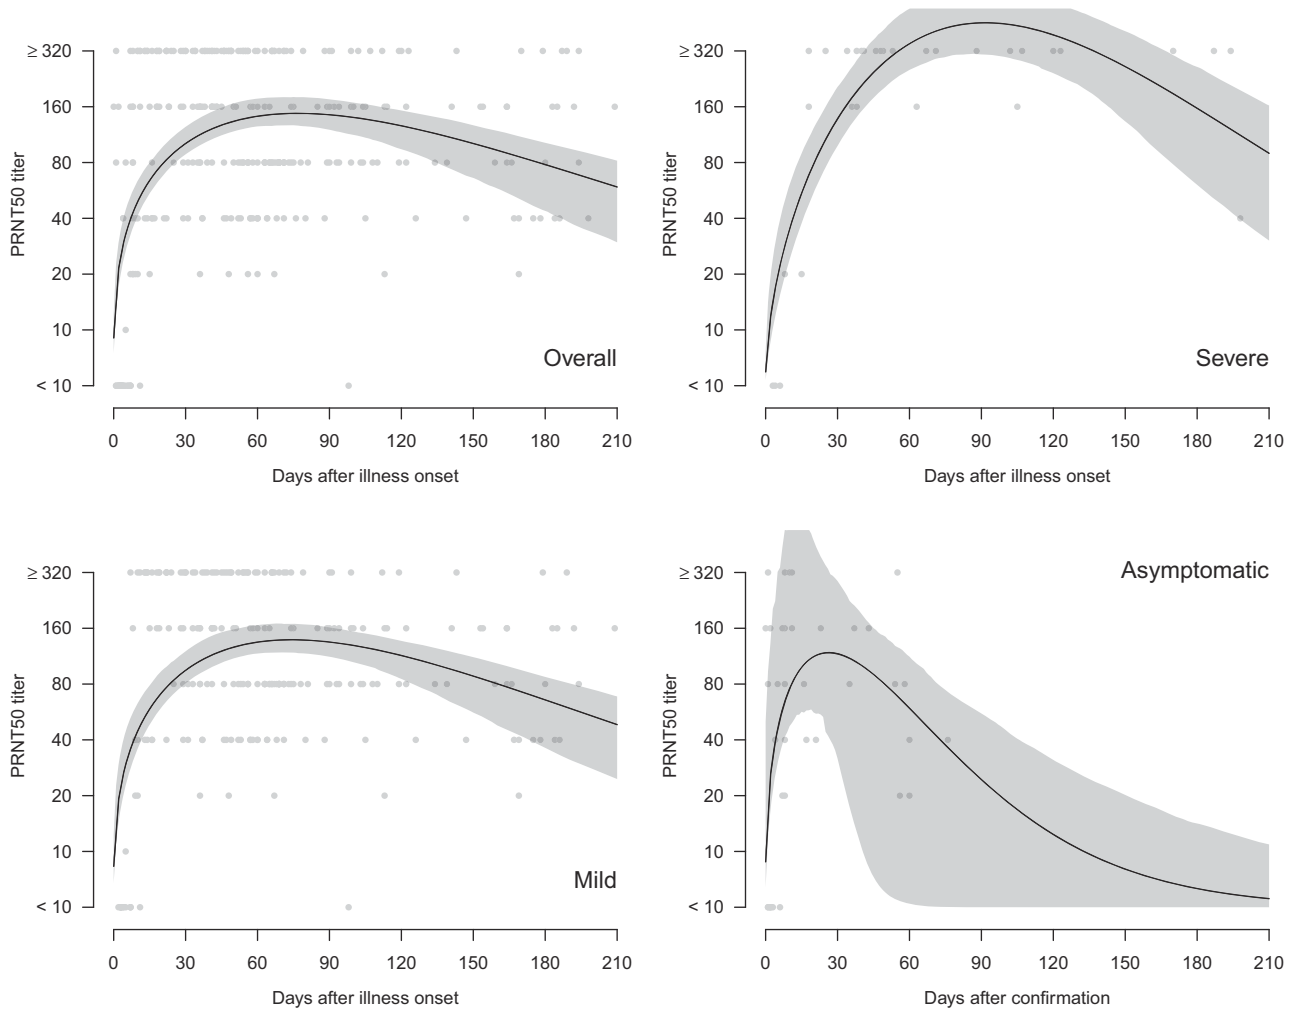 PRNT50 titer
≥ 320
160
80
40
20
10
< 10
Overall
0 30 60 90 120 150 180 210
Days after illness onset
PRNT50 titer
≥ 320
160
80
40
20
10
< 10
Severe
0 30 60 90 120 150 180 210
Days after illness onset
PRNT50 titer
≥ 320
160
80
40
20
10
< 10
Mild
0 30 60 90 120 150 180 210
Days after illness onset
PRNT50 titer
≥ 320
160
80
40
20
10
< 10
Asymptomatic
0 30 60 90 120 150 180 210
Days after confirmation